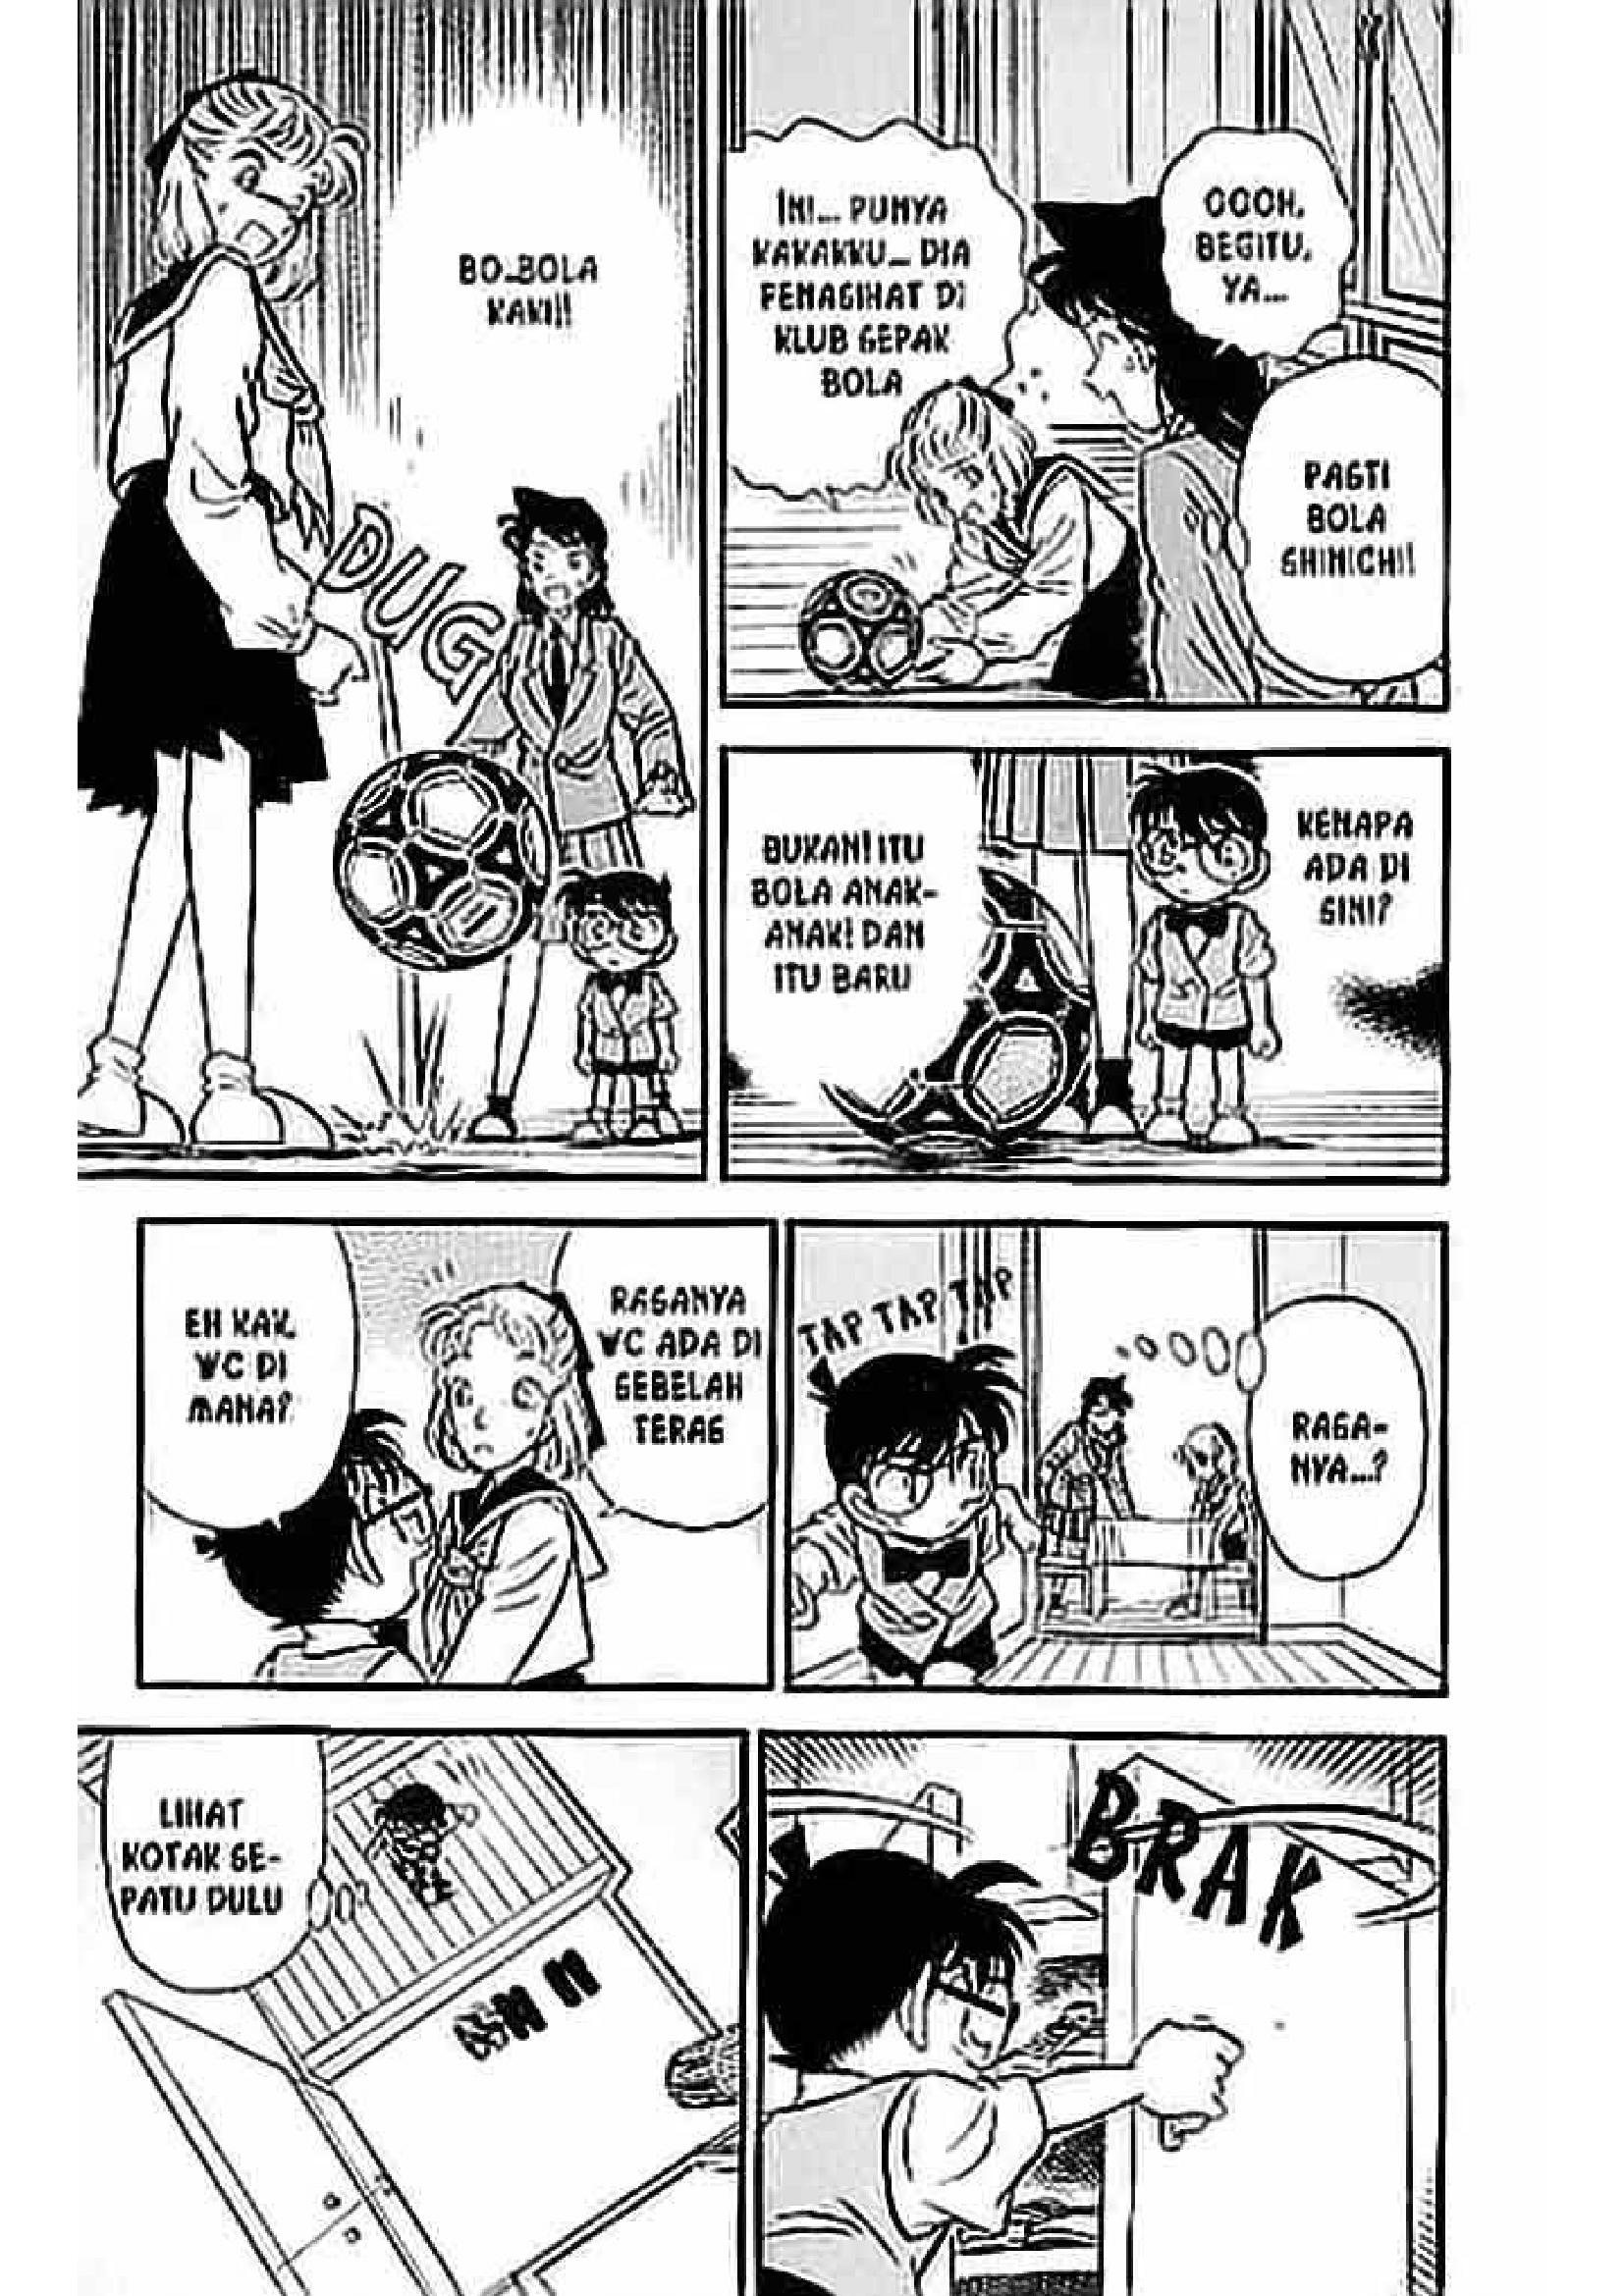 BO..BOLA
KAKI!!
DUG
INI... PUNYA
KAKAKKU... DIA
PENASIHAT DI
KLUB SEPAK
BOLA
OOOH,
BEGITU,
YA...
PASTI
BOLA
SHINICHI!
BUKAN! ITU
BOLA ANAK-
ANAK! DAN
ITU BARU
KENAPA
ADA DI
SINI?
EH KAK,
WC DI
MANA?
RASANYA
WC ADA DI
SEBELAH
TERAS
TAP TAP TAP
RASA-
NYA...?
LIHAT
KOTAK SE-
PATU DULU
BRAK